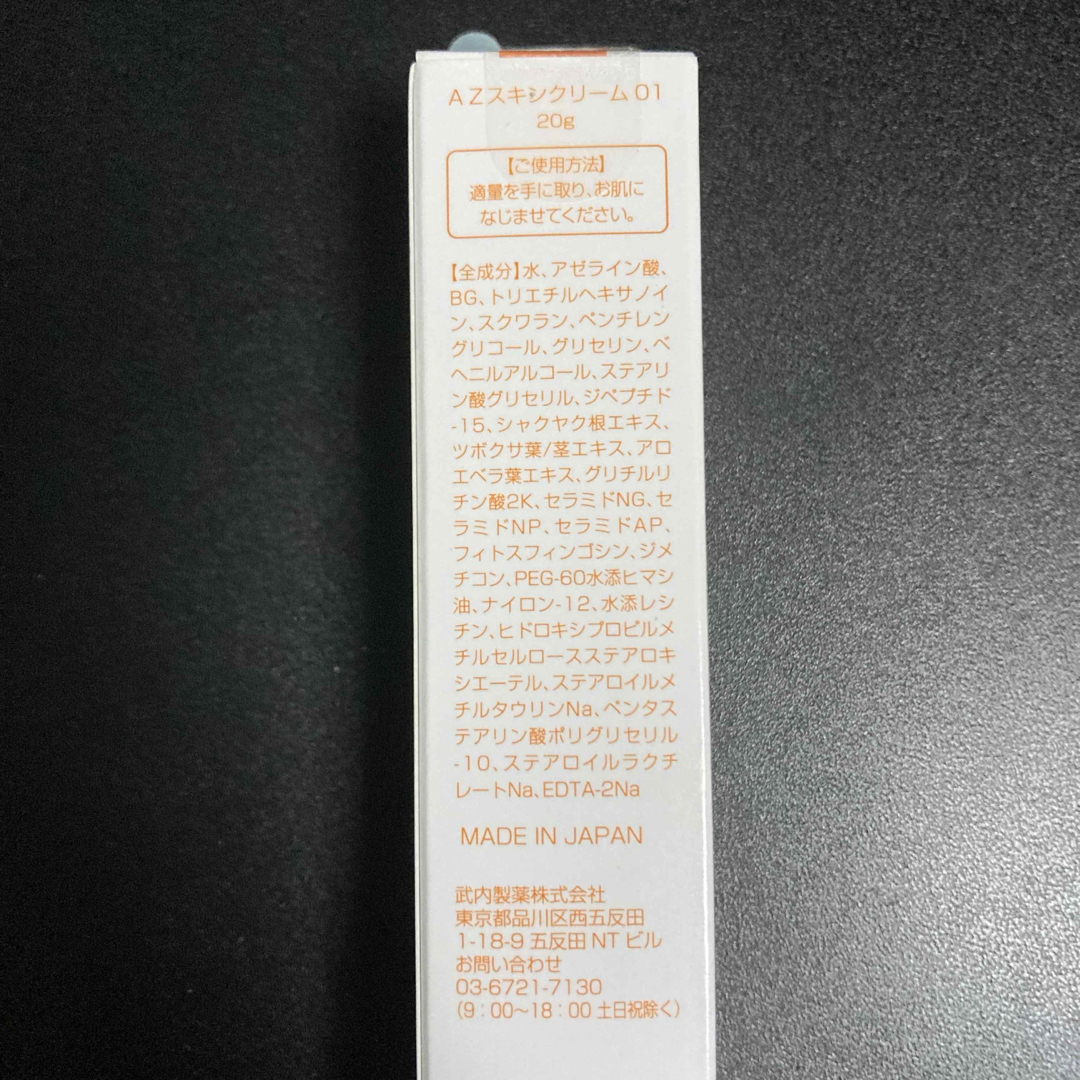 AZスキンクリーム01
20g
【ご使用方法】
適量を手に取り、お肌に
なじませてください。
【全成分】水、アゼライン酸、
BG、トリエチルヘキサノイ
ン、スクワラン、ペンチレン
グリコール、グリセリン、ベ
ヘニルアルコール、ステアリ
ン酸グリセリル、ジペプチド
-15、シャクヤク根エキス、
ツボクサ葉/茎エキス、アロ
エベラ葉エキス、グリチルリ
チン酸2K、セラミドNG、セ
ラミドNP、セラミドAP、
フィトスフィンゴシン、ジメ
チコン、PEG-60水添ヒマシ
油、ナイロン-12、水添レシ
チン、ヒドロキシプロピルメ
チルセルロースステアロキ
シエーテル、ステアロイルメ
チルタウリンNa、ペンタス
テアリン酸ポリグリセリル
-10、ステアロイルラクチ
レートNa、EDTA-2Na
MADE IN JAPAN
武内製薬株式会社
東京都品川区西五反田
1-18-9 五反田 NT ビル
お問い合わせ
03-6721-7130
(9：00〜18：00 土日祝除く)